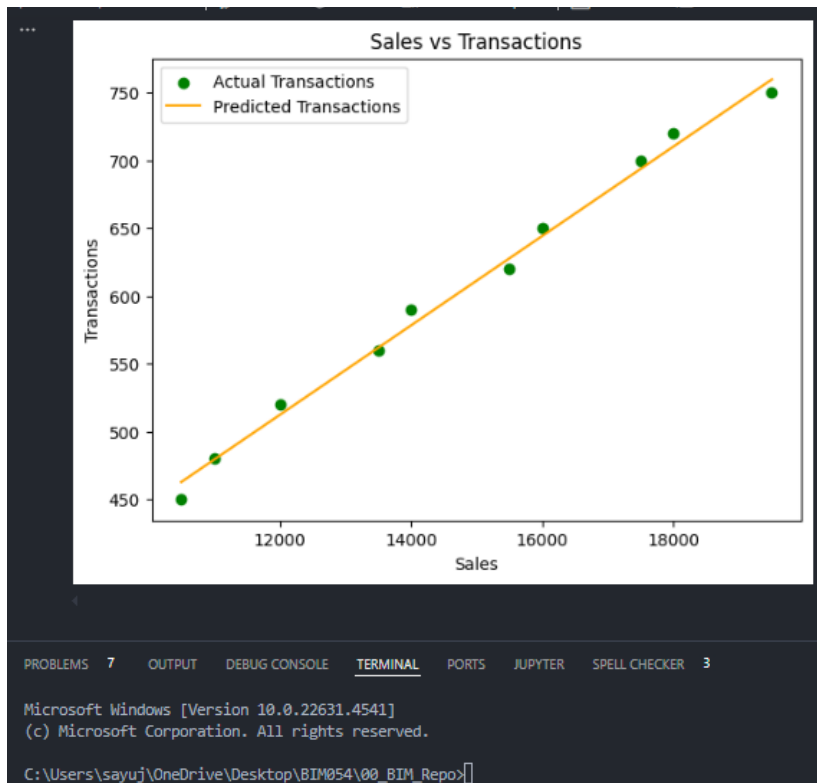 ...
Sales vs Transactions
Actual Transactions
Predicted Transactions
750
700
650
600
550
500
450
Transactions
12000 14000 16000 18000
Sales
PROBLEMS 7 OUTPUT DEBUG CONSOLE TERMINAL PORTS JUPYTER SPELL CHECKER 3
Microsoft Windows [Version 10.0.22631.4541]
(c) Microsoft Corporation. All rights reserved.
C:\Users\sayuj\OneDrive\Desktop\BIM054\00_BIM_Repo>